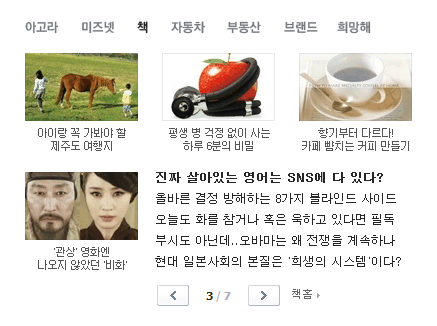 아고라 미즈넷 책 자동차 부동산 브랜드 희망해
아이랑 꼭 가봐야 할
제주도 여행지
평생 병 걱정 없이 사는
하루 6분의 비밀
향기부터 다르다!
카페 뺨치는 커피 만들기
'관상' 영화엔
나오지 않았던 '비화'
진짜 살아있는 영어는 SNS에 다 있다?
올바른 결정 방해하는 8가지 블라인드 사이드
오늘도 화를 참거나 혹은 욱하고 있다면 필독
부시도 아닌데..오바마는 왜 전쟁을 계속하나
현대 일본사회의 본질은 '희생의 시스템'이다?
3 / 7 책홈